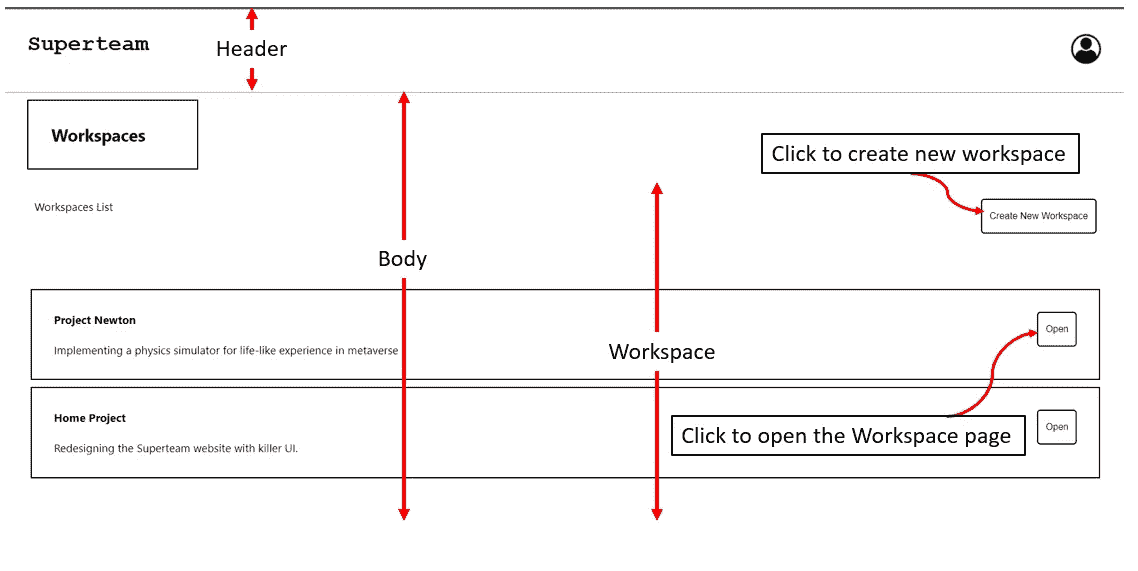 Superteam
Header
Workspaces
Click to create new workspace
Workspaces List
Create New Workspace
Body
Project Newton
Open
Implementing a physics simulator for life-like experience in metaverse
Workspace
Home Project
Open
Click to open the Workspace page
Redesigning the Superteam website with killer UI.